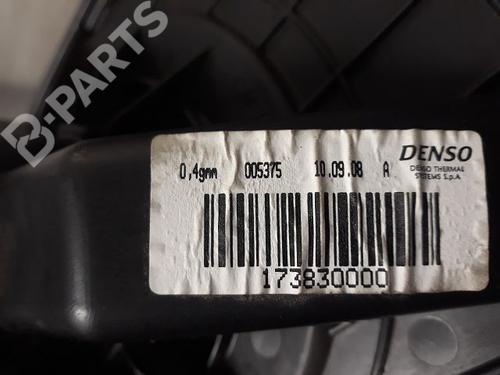 B-PARTS
0,4gmm 005375 10.09.08 A DENSO
DENSO THERMAL
SYSTEMS S.p.A
173830000